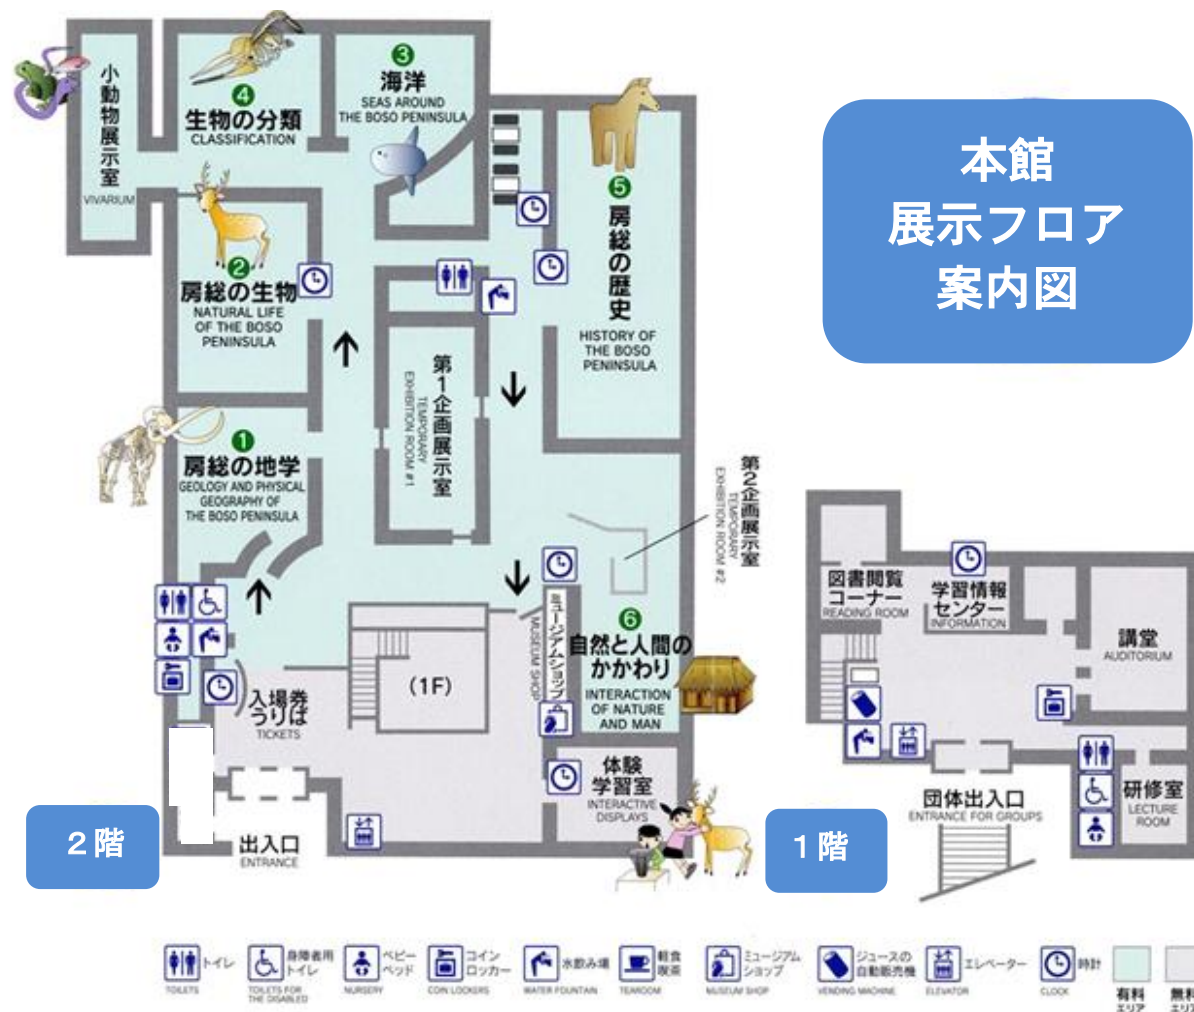 本館
展示フロア
案内図
小動物展示室
VIVARIUM
4
生物の分類
CLASSIFICATION
3
海洋
SEAS AROUND
THE BOSO PENINSULA
5
房総の歴史
HISTORY OF
THE BOSO
PENINSULA
2
房総の生物
NATURAL LIFE
OF THE BOSO
PENINSULA
第1企画展示室
TEMPORARY
EXHIBITION ROOM #1
1
房総の地学
GEOLOGY AND PHYSICAL
GEOGRAPHY OF
THE BOSO PENINSULA
第2企画展示室
TEMPORARY
EXHIBITION ROOM #2
ミュージアムショップ
MUSEUM SHOP
6
自然と人間の
かかわり
INTERACTION
OF NATURE
AND MAN
(1F)
入場券
うりば
TICKETS
体験
学習室
INTERACTIVE
DISPLAYS
出入口
ENTRANCE
2階
図書閲覧
コーナー
READING ROOM
学習情報
センター
INFORMATION
講堂
AUDITORIUM
団体出入口
ENTRANCE FOR GROUPS
研修室
LECTURE
ROOM
1階
トイレ
TOILETS
身障者用
トイレ
TOILETS FOR
THE DISABLED
ベビー
ベッド
NURSERY
コイン
ロッカー
COIN LOCKERS
水飲み場
WATER FOUNTAIN
軽食
喫茶
TEAROOM
ミュージアム
ショップ
MUSEUM SHOP
ジュースの
自動販売機
VENDING MACHINE
エレベーター
ELEVATOR
時計
CLOCK
有料
エリア
無料
エリア